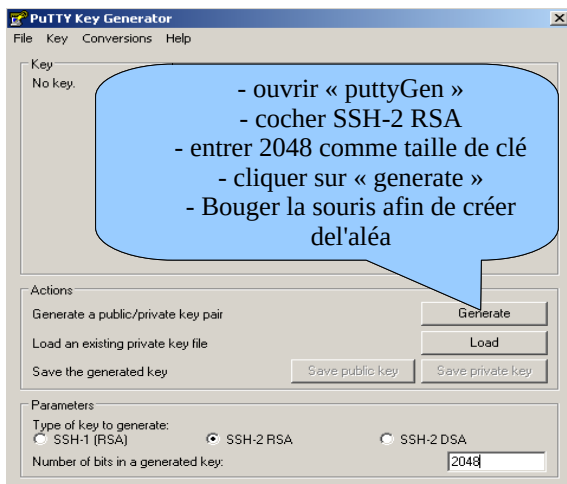 PuTTY Key Generator
File Key Conversions Help
Key
No key.
- ouvrir « puttyGen »
- cocher SSH-2 RSA
- entrer 2048 comme taille de clé
- cliquer sur « generate »
- Bouger la souris afin de créer
del'aléa
Actions
Generate a public/private key pair
Generate
Load an existing private key file
Load
Save the generated key
Save public key
Save private key
Parameters
Type of key to generate:
SSH-1 (RSA)
SSH-2 RSA
SSH-2 DSA
Number of bits in a generated key:
2048